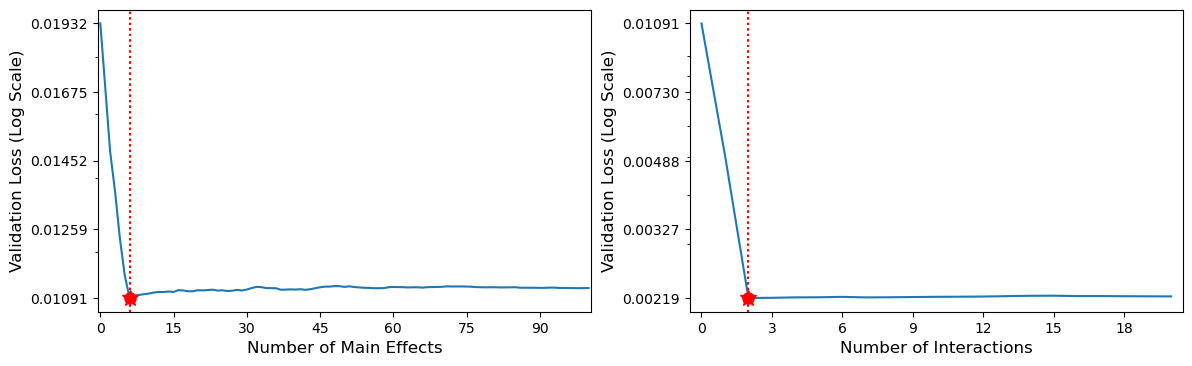 Validation Loss (Log Scale)
0.01932
0.01675
0.01452
0.01259
0.01091
0 15 30 45 60 75 90
Number of Main Effects
Validation Loss (Log Scale)
0.01091
0.00730
0.00488
0.00327
0.00219
0 3 6 9 12 15 18
Number of Interactions